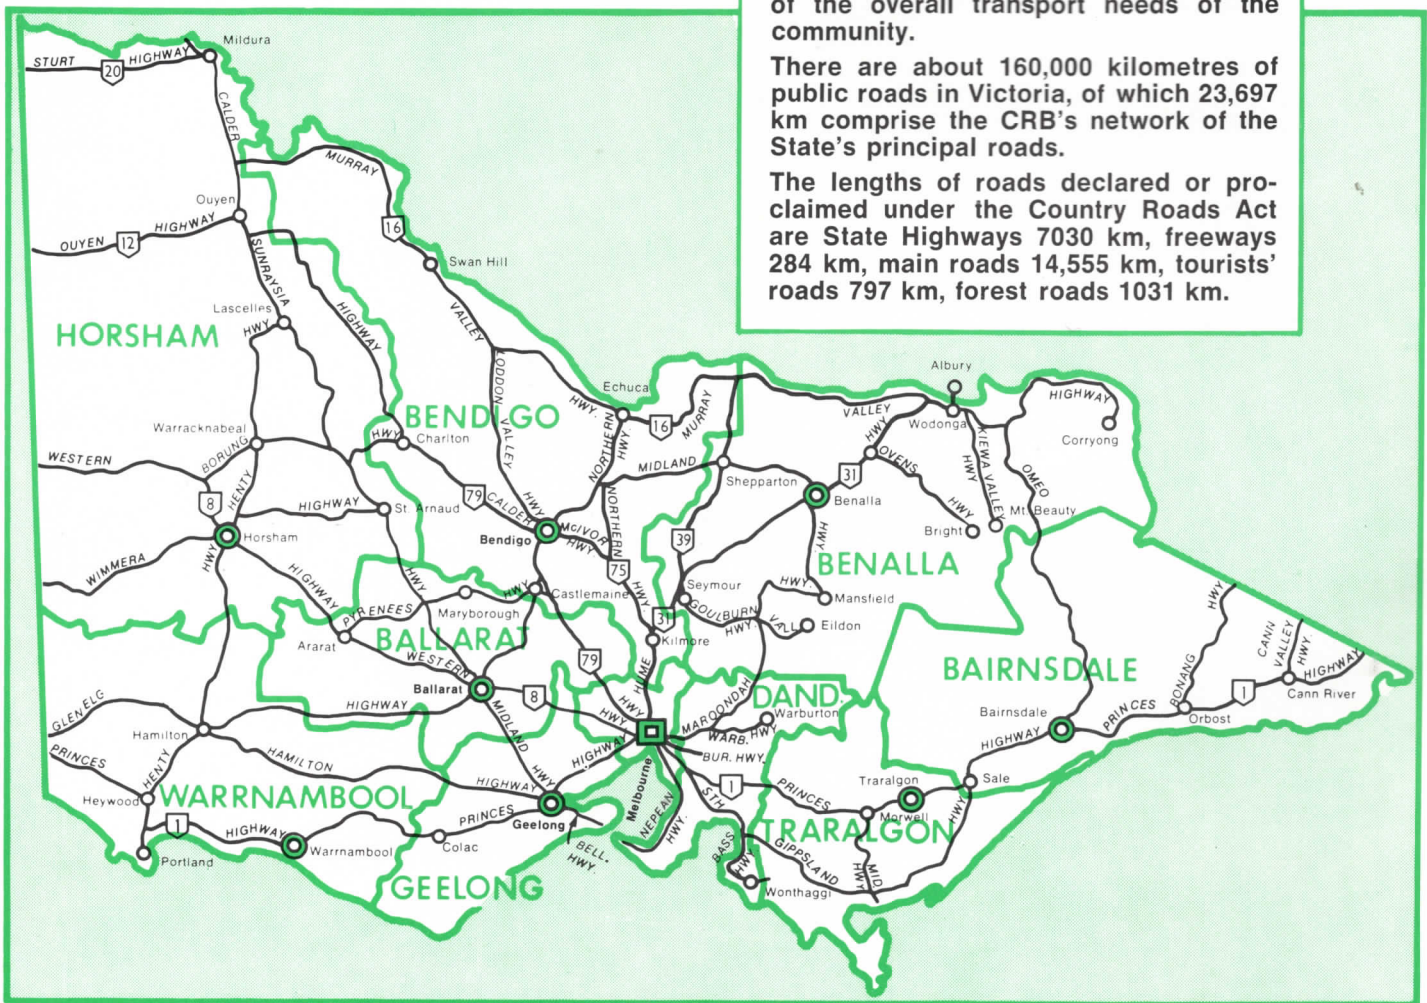 of the overall transport needs of the
community.
There are about 160,000 kilometres of
public roads in Victoria, of which 23,697
km comprise the CRB's network of the
State's principal roads.
The lengths of roads declared or pro-
claimed under the Country Roads Act
are State Highways 7030 km, freeways
284 km, main roads 14,555 km, tourists'
roads 797 km, forest roads 1031 km.
Mildura
STURT
20
HIGHWAY
CALDER
MURRAY
16
Ouyen
OUYEN
12
HIGHWAY
SUNRAYSIA
HIGHWAY
Swan Hill
Lascelles
HWY.
HORSHAM
VALLEY
LODDON VALLEY
HWY.
Echuca
HWY.
16
MURRAY
VALLEY
Albury
Wodonga
HIGHWAY
Corryong
BENDIGO
Warracknabeal
BORUNG
HWY
Charlton
NORTHERN
HWY
MIDLAND
Shepparton
HWY
31
OVENS
HWY
KIEWA VALLEY
HWY
OMEO
WESTERN
8
HENTY
HIGHWAY
St. Arnaud
79
CALDER
Benalla
Bright
Mt. Beauty
Horsham
HWY
WIMMERA
HIGHWAY
Bendigo
McIVOR
HWY
NORTHERN
75
HWY.
39
HWY.
BENALLA
PYRENEES
HWY.
Maryborough
HWY
Castlemaine
Seymour
GOULBURN
HWY.
VALL
HWY.
Mansfield
Eildon
31
Kilmore
Ararat
BALLARAT
WESTERN
79
HUME
HWY
Ballarat
8
HWY
MAROONDAH
DAND.
Warburton
WARB. HWY
BUR. HWY.
BAIRNSDALE
Bairnsdale
HIGHWAY
PRINCES
BONANG
HWY
Orbost
1
CANN
VALLEY
HWY.
HIGHWAY
Cann River
GLENELG
HIGHWAY
Hamilton
MIDLAND
HWY
HIGHWAY
Melbourne
PRINCES
HENTY
HAMILTON
HIGHWAY
Heywood
WARRNAMBOOL
1
HIGHWAY
Warrnambool
Portland
PRINCES
Colac
Geelong
BELL.
HWY.
GEELONG
NEPEAN
HWY.
STH
1
PRINCES
Traralgon
Morwell
TRARALGON
Sale
HWY
BASS
HWY
GIPPSLAND
MID.
HWY
Wonthaggi